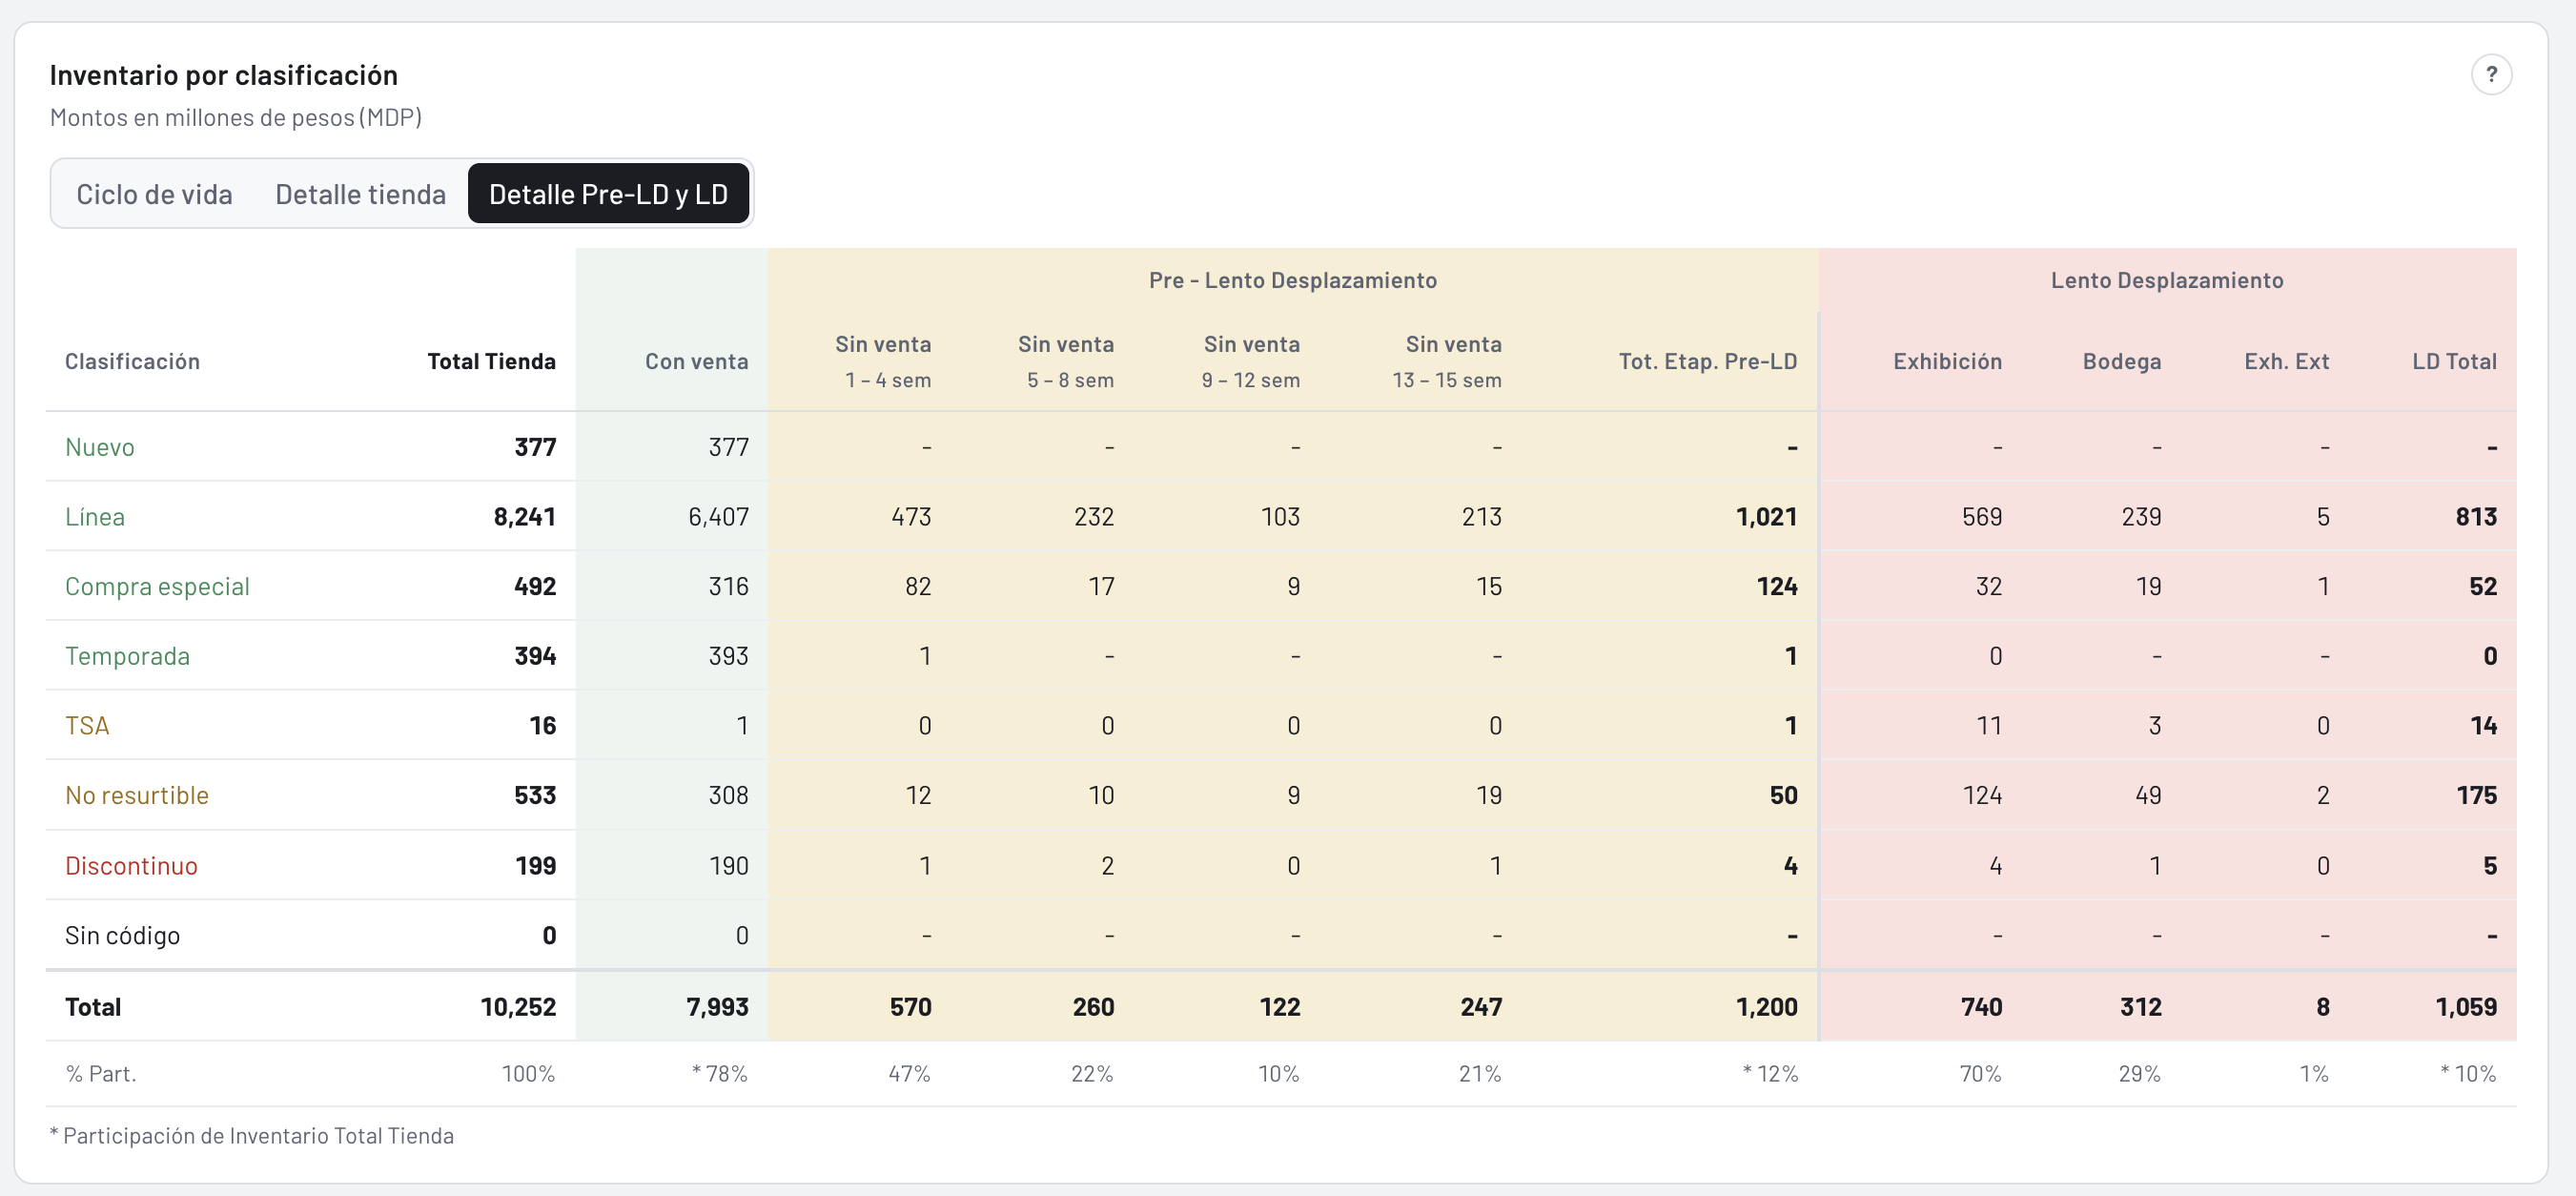 Inventario por clasificación
?
Montos en millones de pesos (MDP)
Ciclo de vida Detalle tienda Detalle Pre-LD y LD
Pre - Lento Desplazamiento Lento Desplazamiento
Clasificación Total Tienda Con venta Sin venta 1 – 4 sem Sin venta 5 – 8 sem Sin venta 9 – 12 sem Sin venta 13 – 15 sem Tot. Etap. Pre-LD Exhibición Bodega Exh. Ext LD Total
Nuevo 377 377 - - - - - - - - -
Línea 8,241 6,407 473 232 103 213 1,021 569 239 5 813
Compra especial 492 316 82 17 9 15 124 32 19 1 52
Temporada 394 393 1 - - - 1 0 - - 0
TSA 16 1 0 0 0 0 1 11 3 0 14
No resurtible 533 308 12 10 9 19 50 124 49 2 175
Discontinuo 199 190 1 2 0 1 4 4 1 0 5
Sin código 0 0 - - - - - - - - -
Total 10,252 7,993 570 260 122 247 1,200 740 312 8 1,059
% Part. 100% * 78% 47% 22% 10% 21% * 12% 70% 29% 1% * 10%
* Participación de Inventario Total Tienda